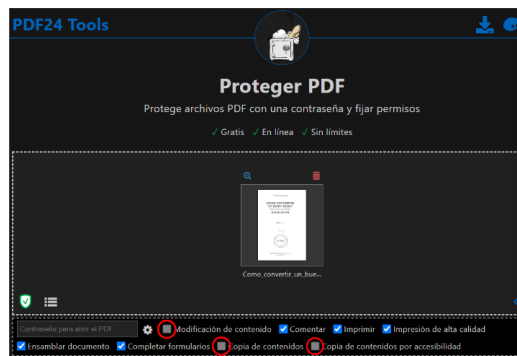 PDF24 Tools
Proteger PDF
Protege archivos PDF con una contraseña y fijar permisos
✓ Gratis ✓ En línea ✓ Sin límites
Como_convertir_un_bue...
Contraseña para abrir el PDF Modificación de contenido Comentar Imprimir Impresión de alta calidad
Ensamblar documento Completar formularios Copia de contenidos Copia de contenidos por accesibilidad